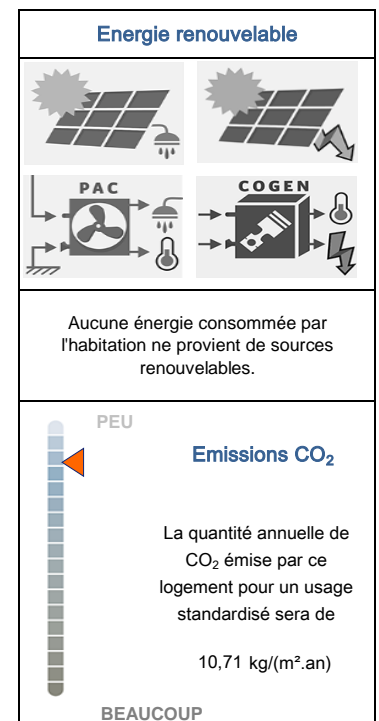 Energie renouvelable
PAC
COGEN
Aucune énergie consommée par
l'habitation ne provient de sources
renouvelables.
PEU
Emissions CO₂
La quantité annuelle de
CO₂ émise par ce
logement pour un usage
standardisé sera de
10,71 kg/(m².an)
BEAUCOUP